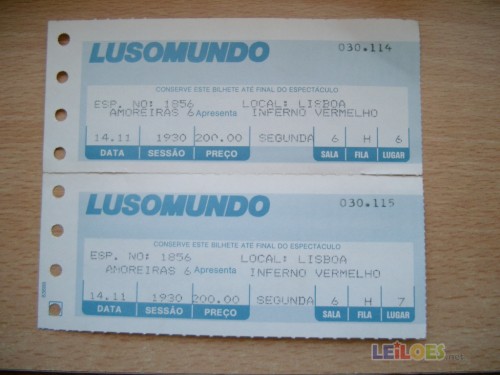 LUSOMUNDO
030.114
CONSERVE ESTE BILHETE ATÉ FINAL DO ESPECTÁCULO
ESP. NO: 1856 LOCAL: LISBOA
AMOREIRAS 6 Apresenta INFERNO VERMELHO
14.11 1930 200.00 SEGUNDA 6 H 6
DATA SESSÃO PREÇO SALA FILA LUGAR
LUSOMUNDO
030.115
CONSERVE ESTE BILHETE ATÉ FINAL DO ESPECTÁCULO
ESP. NO: 1856 LOCAL: LISBOA
AMOREIRAS 6 Apresenta INFERNO VERMELHO
14.11 1930 200.00 SEGUNDA 6 H 7
DATA SESSÃO PREÇO SALA FILA LUGAR
LEiLOES.net